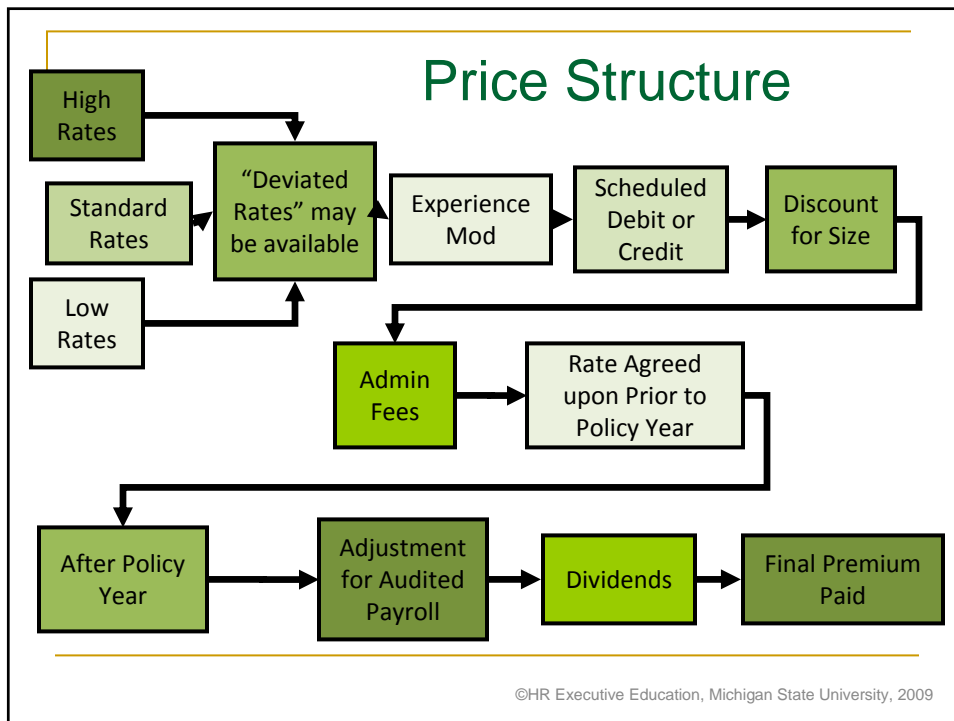 Price Structure
High
Rates
Standard
Rates
Low
Rates
“Deviated
Rates” may
be available
Experience
Mod
Scheduled
Debit or
Credit
Discount
for Size
Admin
Fees
Rate Agreed
upon Prior to
Policy Year
After Policy
Year
Adjustment
for Audited
Payroll
Dividends
Final Premium
Paid
©HR Executive Education, Michigan State University, 2009